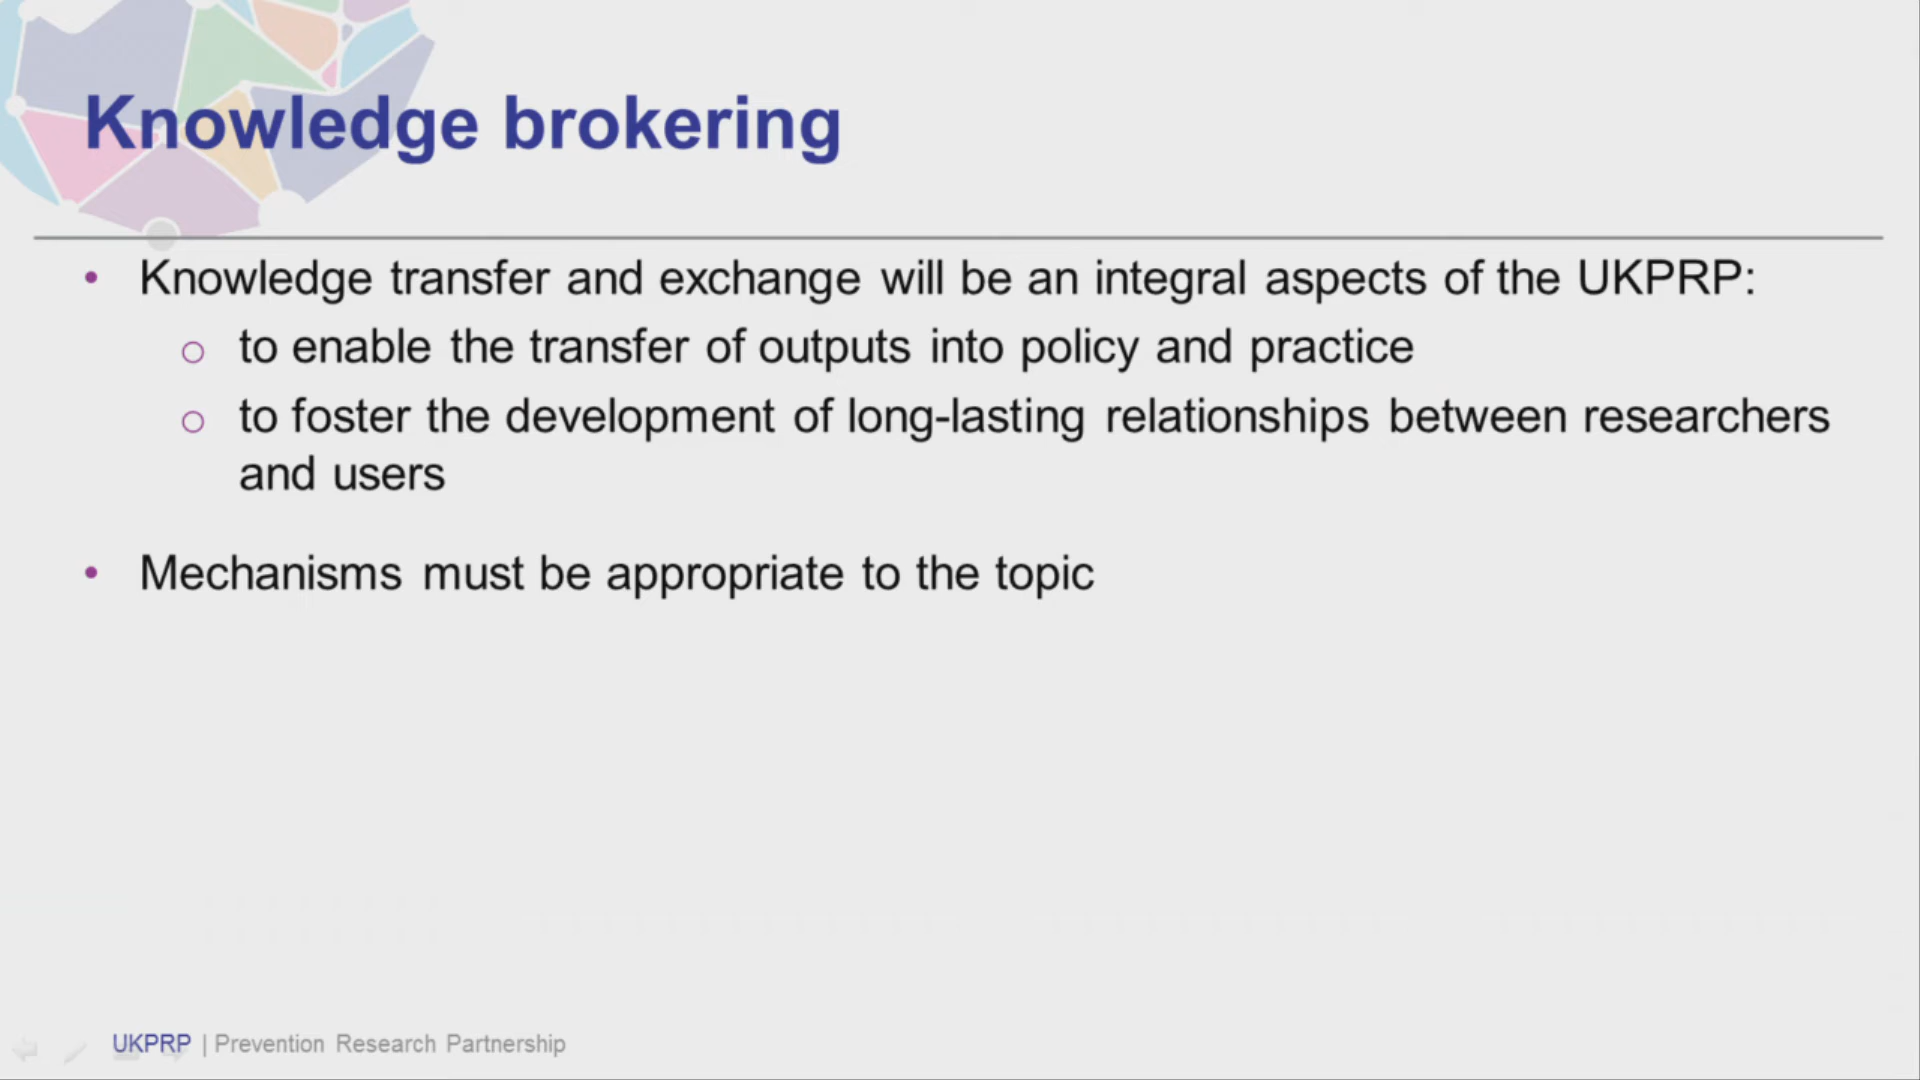 Knowledge brokering
• Knowledge transfer and exchange will be an integral aspects of the UKPRP:
o to enable the transfer of outputs into policy and practice
o to foster the development of long-lasting relationships between researchers
and users
• Mechanisms must be appropriate to the topic
UKPRP | Prevention Research Partnership